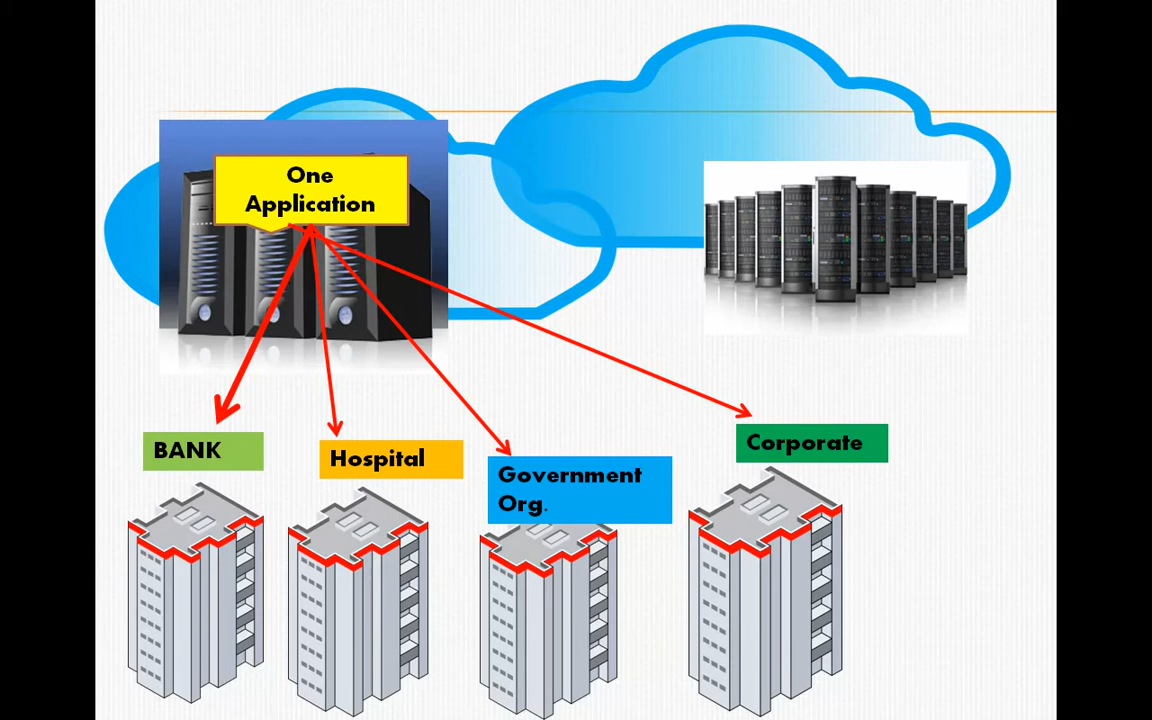 One
Application
BANK
Hospital
Government
Org.
Corporate